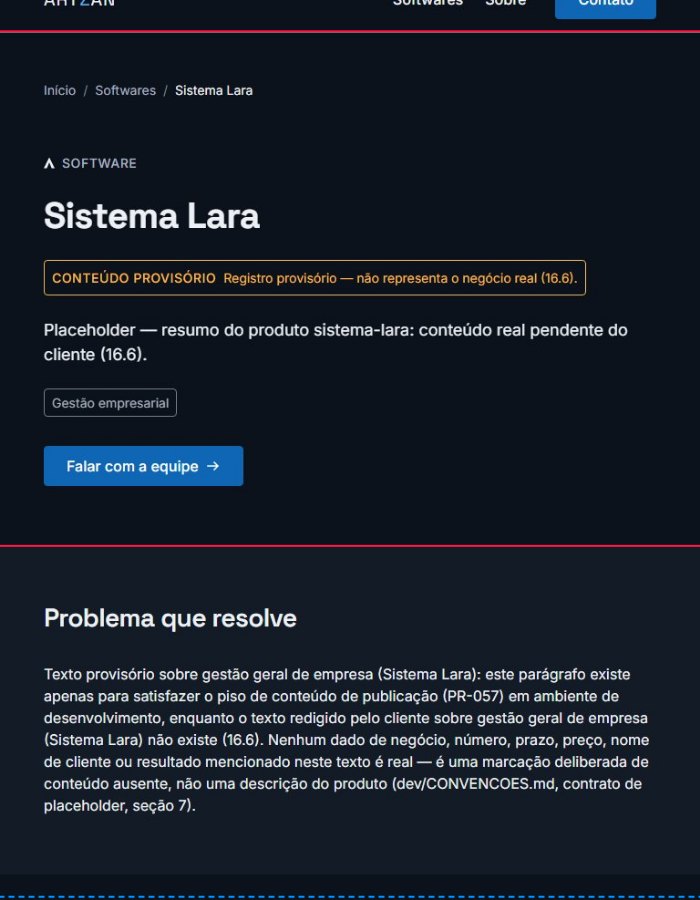 ARTZAN
Softwares Sobre Contato
Início / Softwares / Sistema Lara
SOFTWARE
Sistema Lara
CONTEÚDO PROVISÓRIO Registro provisório — não representa o negócio real (16.6).
Placeholder — resumo do produto sistema-lara: conteúdo real pendente do
cliente (16.6).
Gestão empresarial
Falar com a equipe →
Problema que resolve
Texto provisório sobre gestão geral de empresa (Sistema Lara): este parágrafo existe
apenas para satisfazer o piso de conteúdo de publicação (PR-057) em ambiente de
desenvolvimento, enquanto o texto redigido pelo cliente sobre gestão geral de empresa
(Sistema Lara) não existe (16.6). Nenhum dado de negócio, número, prazo, preço, nome
de cliente ou resultado mencionado neste texto é real — é uma marcação deliberada de
conteúdo ausente, não uma descrição do produto (dev/CONVENCOES.md, contrato de
placeholder, seção 7).